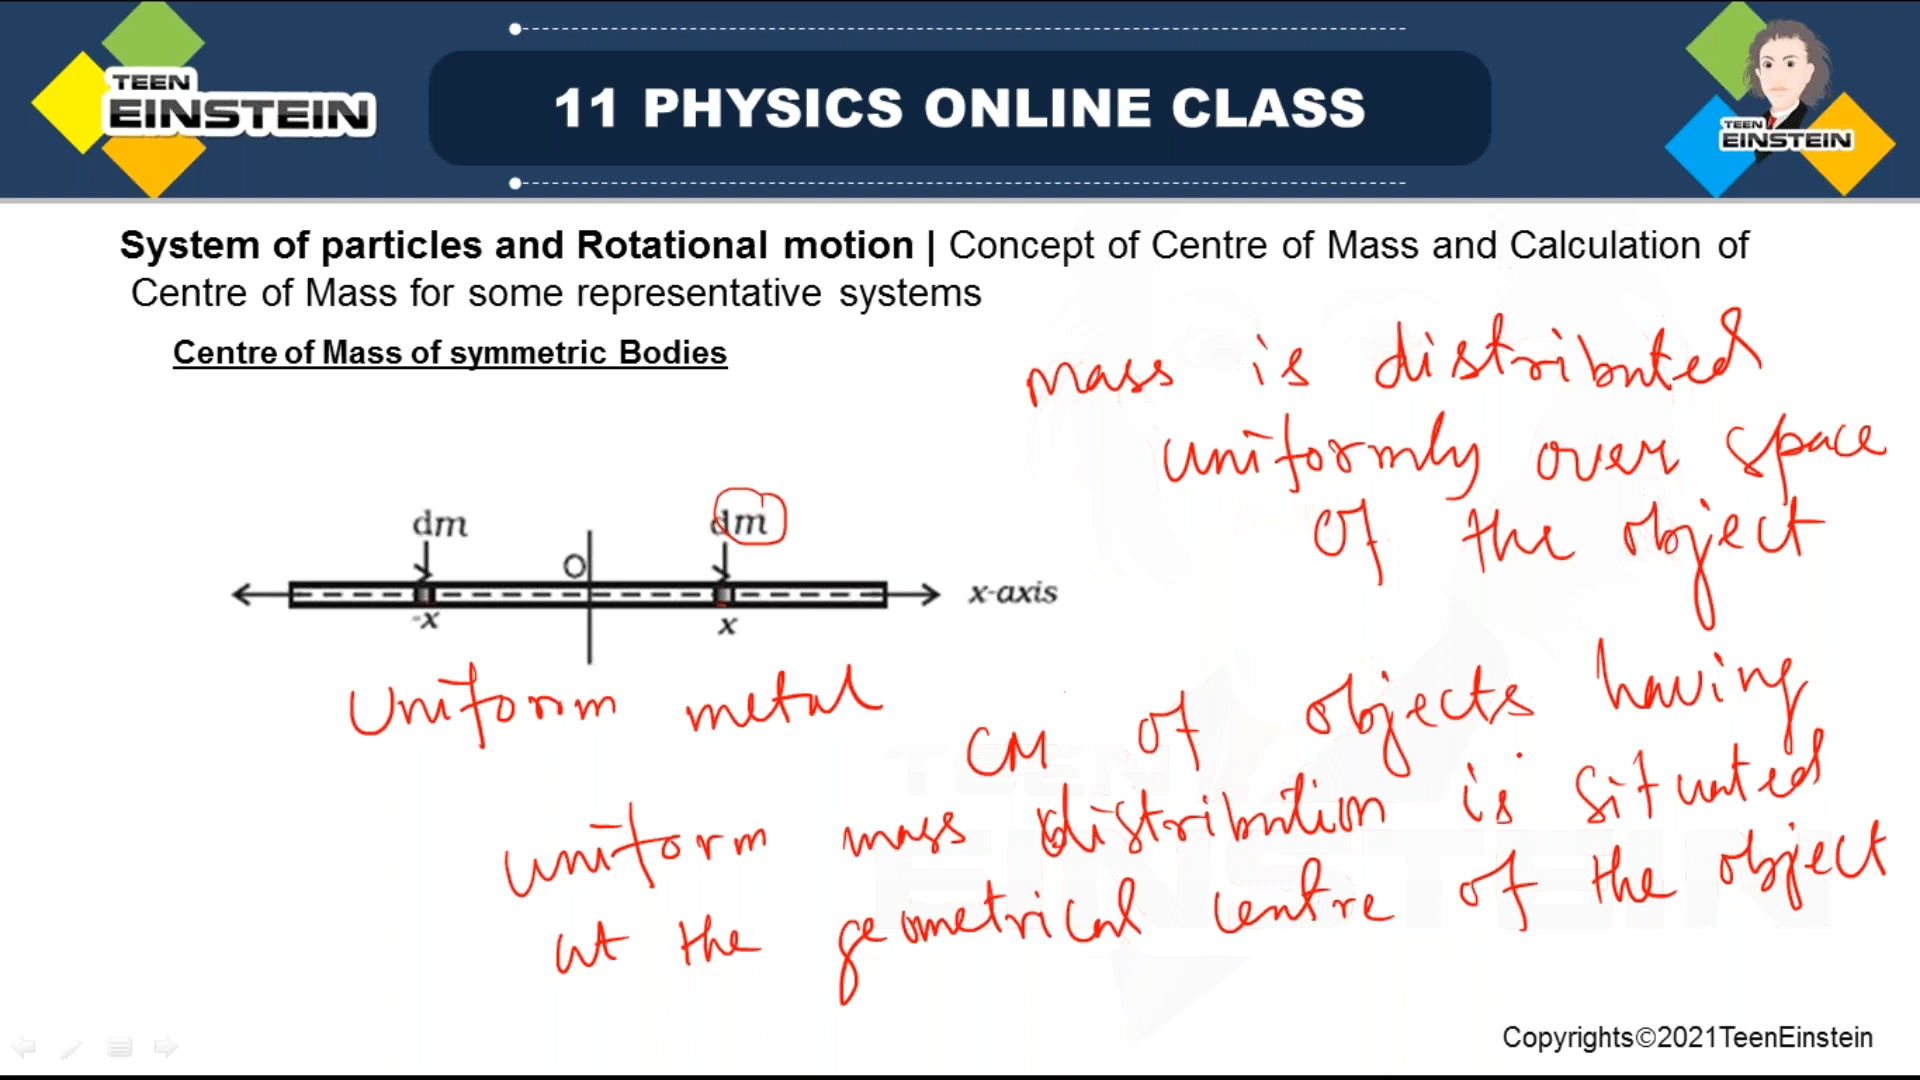 TEEN
EINSTEIN
11 PHYSICS ONLINE CLASS
TEEN
EINSTEIN
System of particles and Rotational motion | Concept of Centre of Mass and Calculation of
Centre of Mass for some representative systems
Centre of Mass of symmetric Bodies
mass is distributed
uniformly over space
of the object
dm
dm
O
x-axis
-x
x
Uniform metal
CM of objects having
uniform mass distribution is situated
at the geometrical centre of the object
TEEN
EINSTEIN
Copyrights©2021TeenEinstein